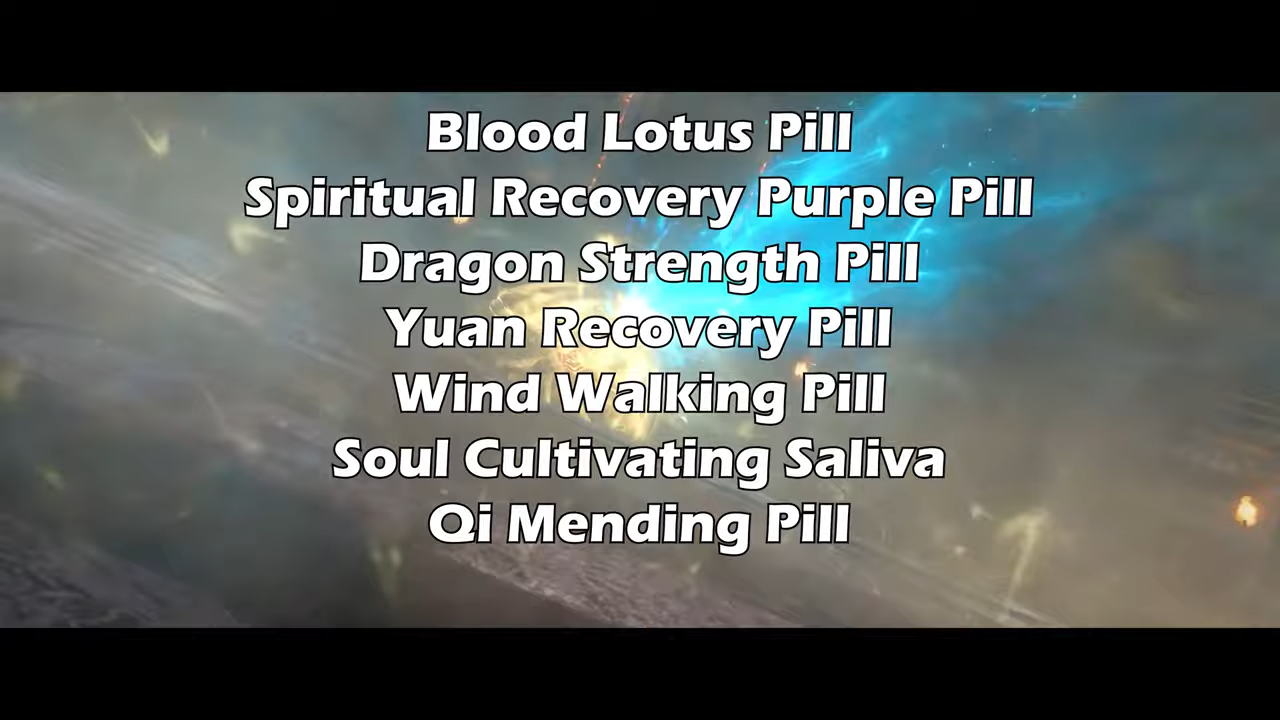 Blood Lotus Pill
Spiritual Recovery Purple Pill
Dragon Strength Pill
Yuan Recovery Pill
Wind Walking Pill
Soul Cultivating Saliva
Qi Mending Pill